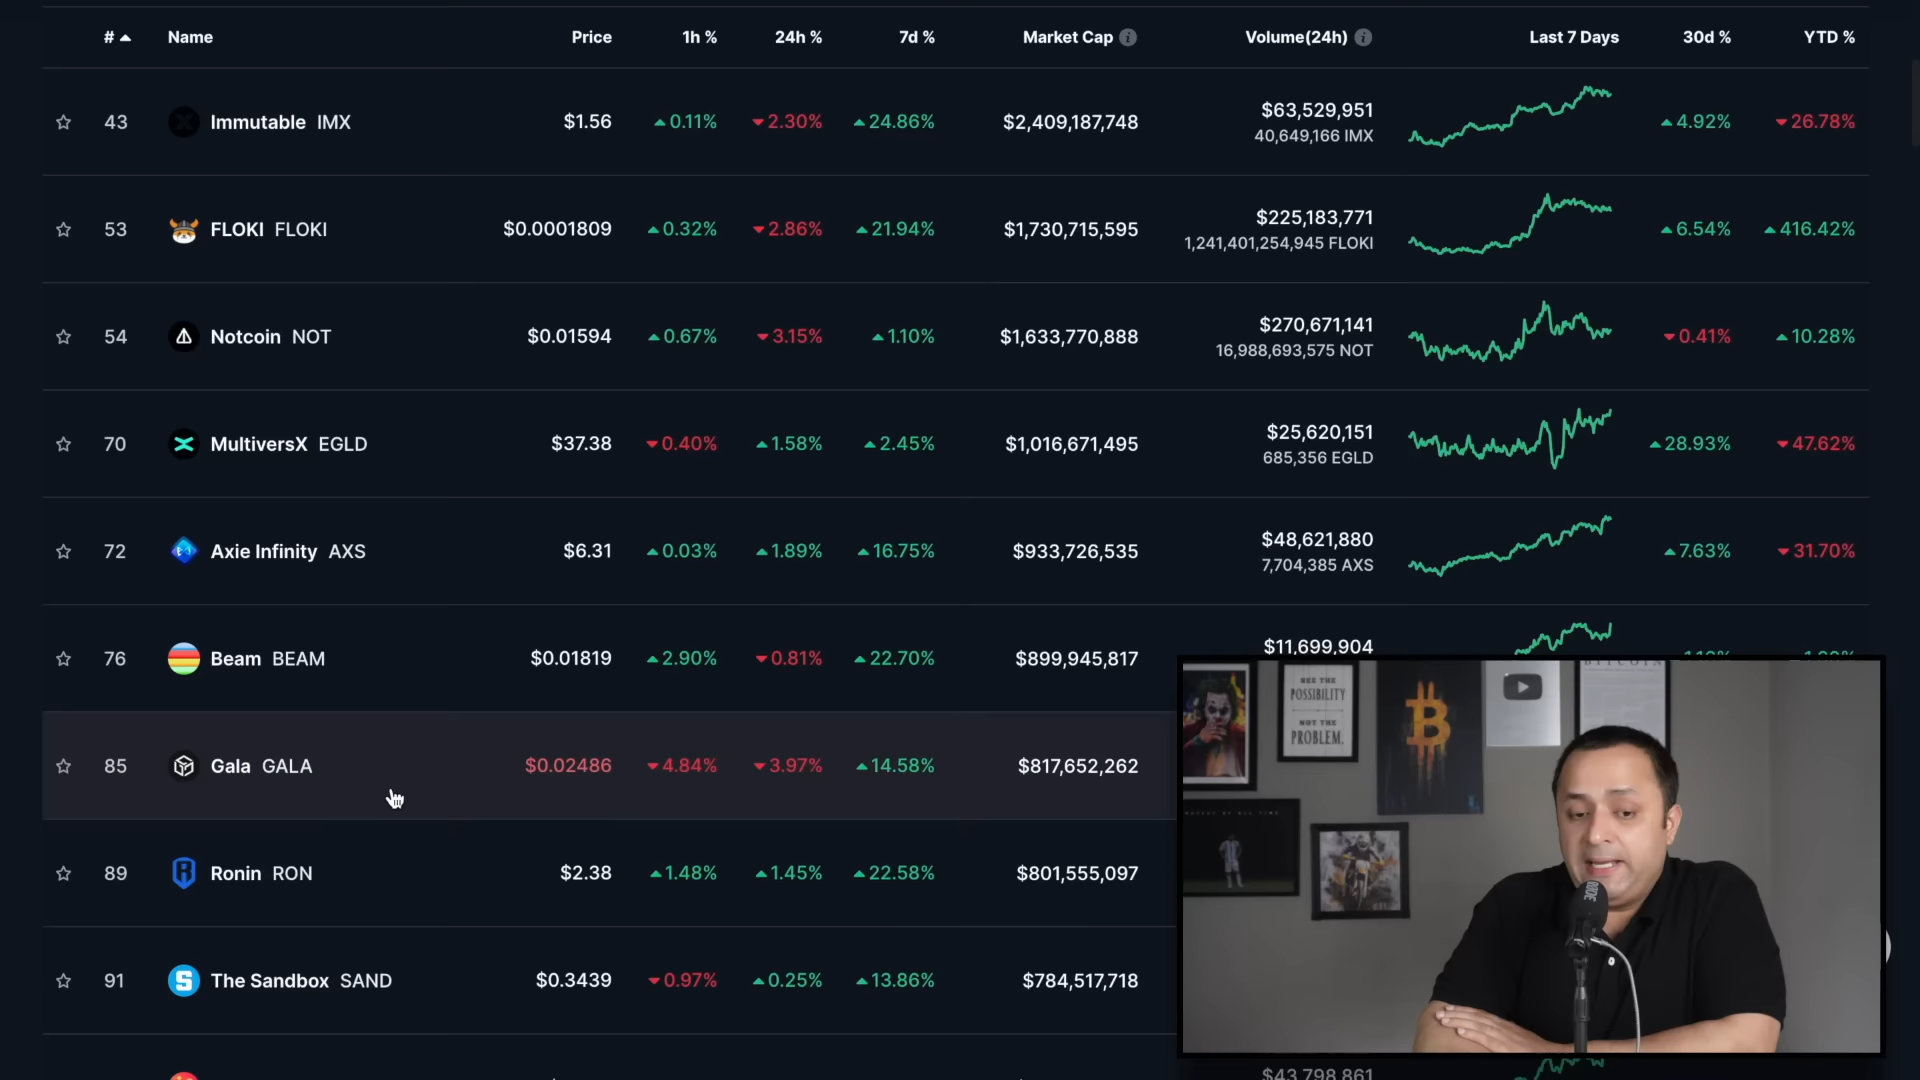 # Name Price 1h % 24h % 7d % Market Cap Volume(24h) Last 7 Days 30d % YTD %
43 Immutable IMX $1.56 0.11% 2.30% 24.86% $2,409,187,748 $63,529,951 4.92% 26.78%
40,649,166 IMX
53 FLOKI FLOKI $0.0001809 0.32% 2.86% 21.94% $1,730,715,595 $225,183,771 6.54% 416.42%
1,241,401,254,945 FLOKI
54 Notcoin NOT $0.01594 0.67% 3.15% 1.10% $1,633,770,888 $270,671,141 0.41% 10.28%
16,988,693,575 NOT
70 MultiversX EGLD $37.38 0.40% 1.58% 2.45% $1,016,671,495 $25,620,151 28.93% 47.62%
685,356 EGLD
72 Axie Infinity AXS $6.31 0.03% 1.89% 16.75% $933,726,535 $48,621,880 7.63% 31.70%
7,704,385 AXS
76 Beam BEAM $0.01819 2.90% 0.81% 22.70% $899,945,817 $11,699,904
85 Gala GALA $0.02486 4.84% 3.97% 14.58% $817,652,262
89 Ronin RON $2.38 1.48% 1.45% 22.58% $801,555,097
91 The Sandbox SAND $0.3439 0.97% 0.25% 13.86% $784,517,718
$43,798,861
BITCOIN
SEE THE
POSSIBILITY
NOT THE
PROBLEM.
RODE